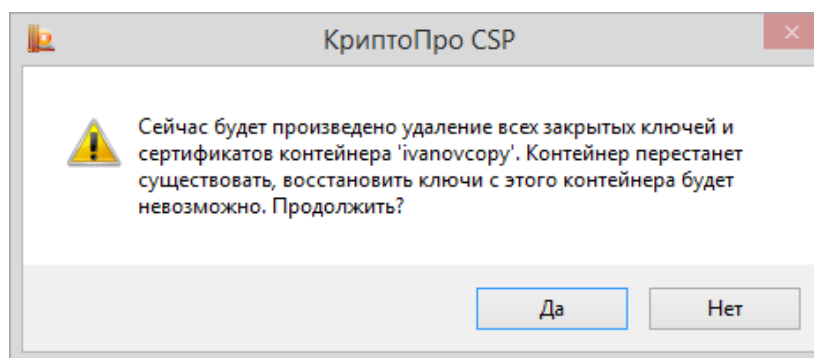 КриптоПро CSP
Сейчас будет произведено удаление всех закрытых ключей и
сертификатов контейнера 'ivanovcopy'. Контейнер перестанет
существовать, восстановить ключи с этого контейнера будет
невозможно. Продолжить?
Да Нет